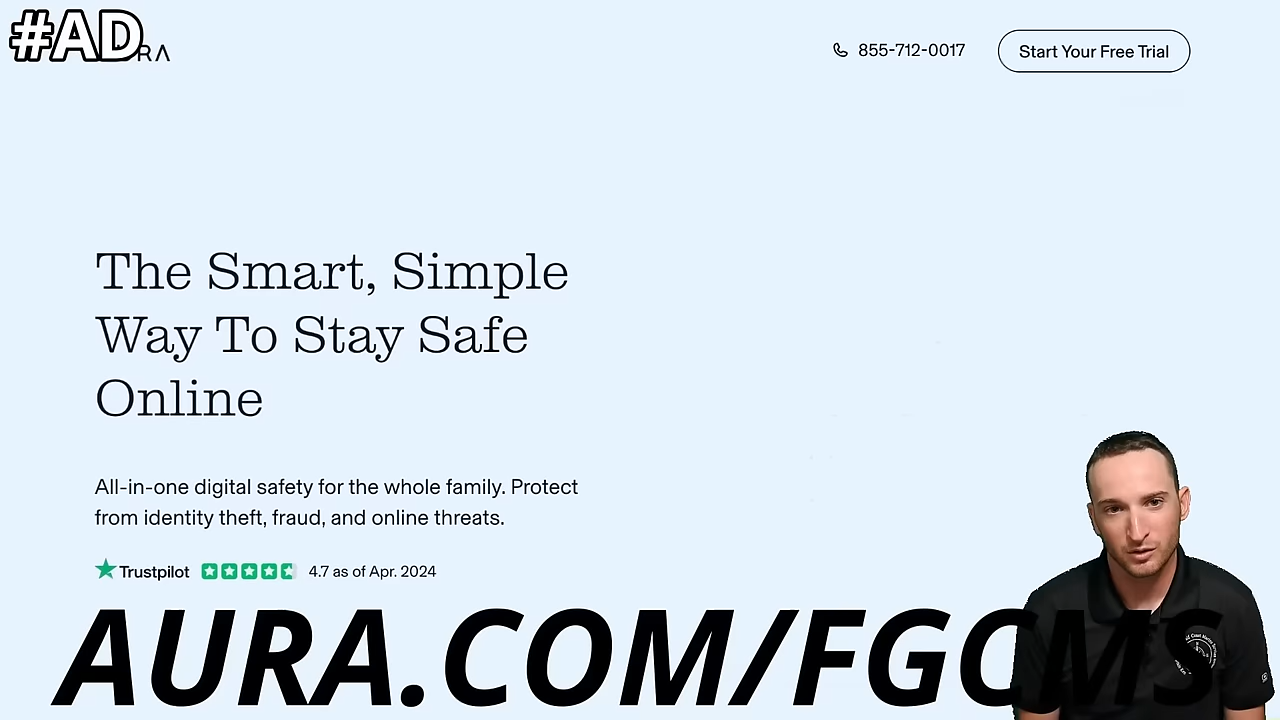 #AD
855-712-0017
Start Your Free Trial
The Smart, Simple
Way To Stay Safe
Online
All-in-one digital safety for the whole family. Protect
from identity theft, fraud, and online threats.
Trustpilot 4.7 as of Apr. 2024
AURA.COM/FGCMS